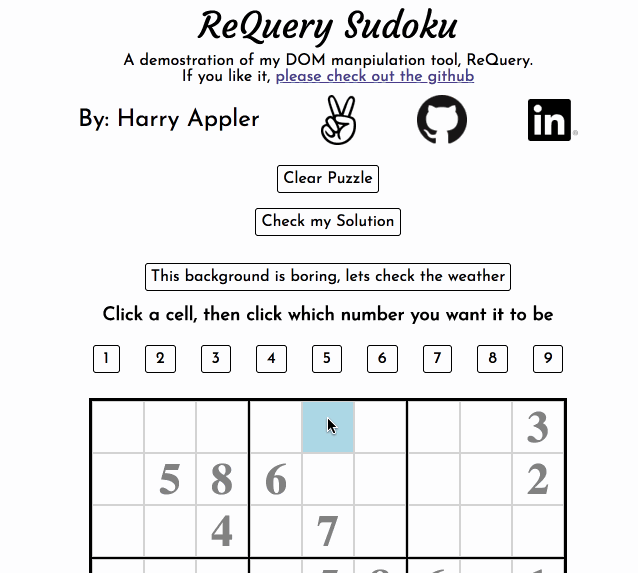 ReQuery Sudoku
A demostration of my DOM manpiulation tool, ReQuery.
If you like it, please check out the github
By: Harry Appler
in
Clear Puzzle
Check my Solution
This background is boring, lets check the weather
Click a cell, then click which number you want it to be
1 2 3 4 5 6 7 8 9
3
5 8 6 2
4 7